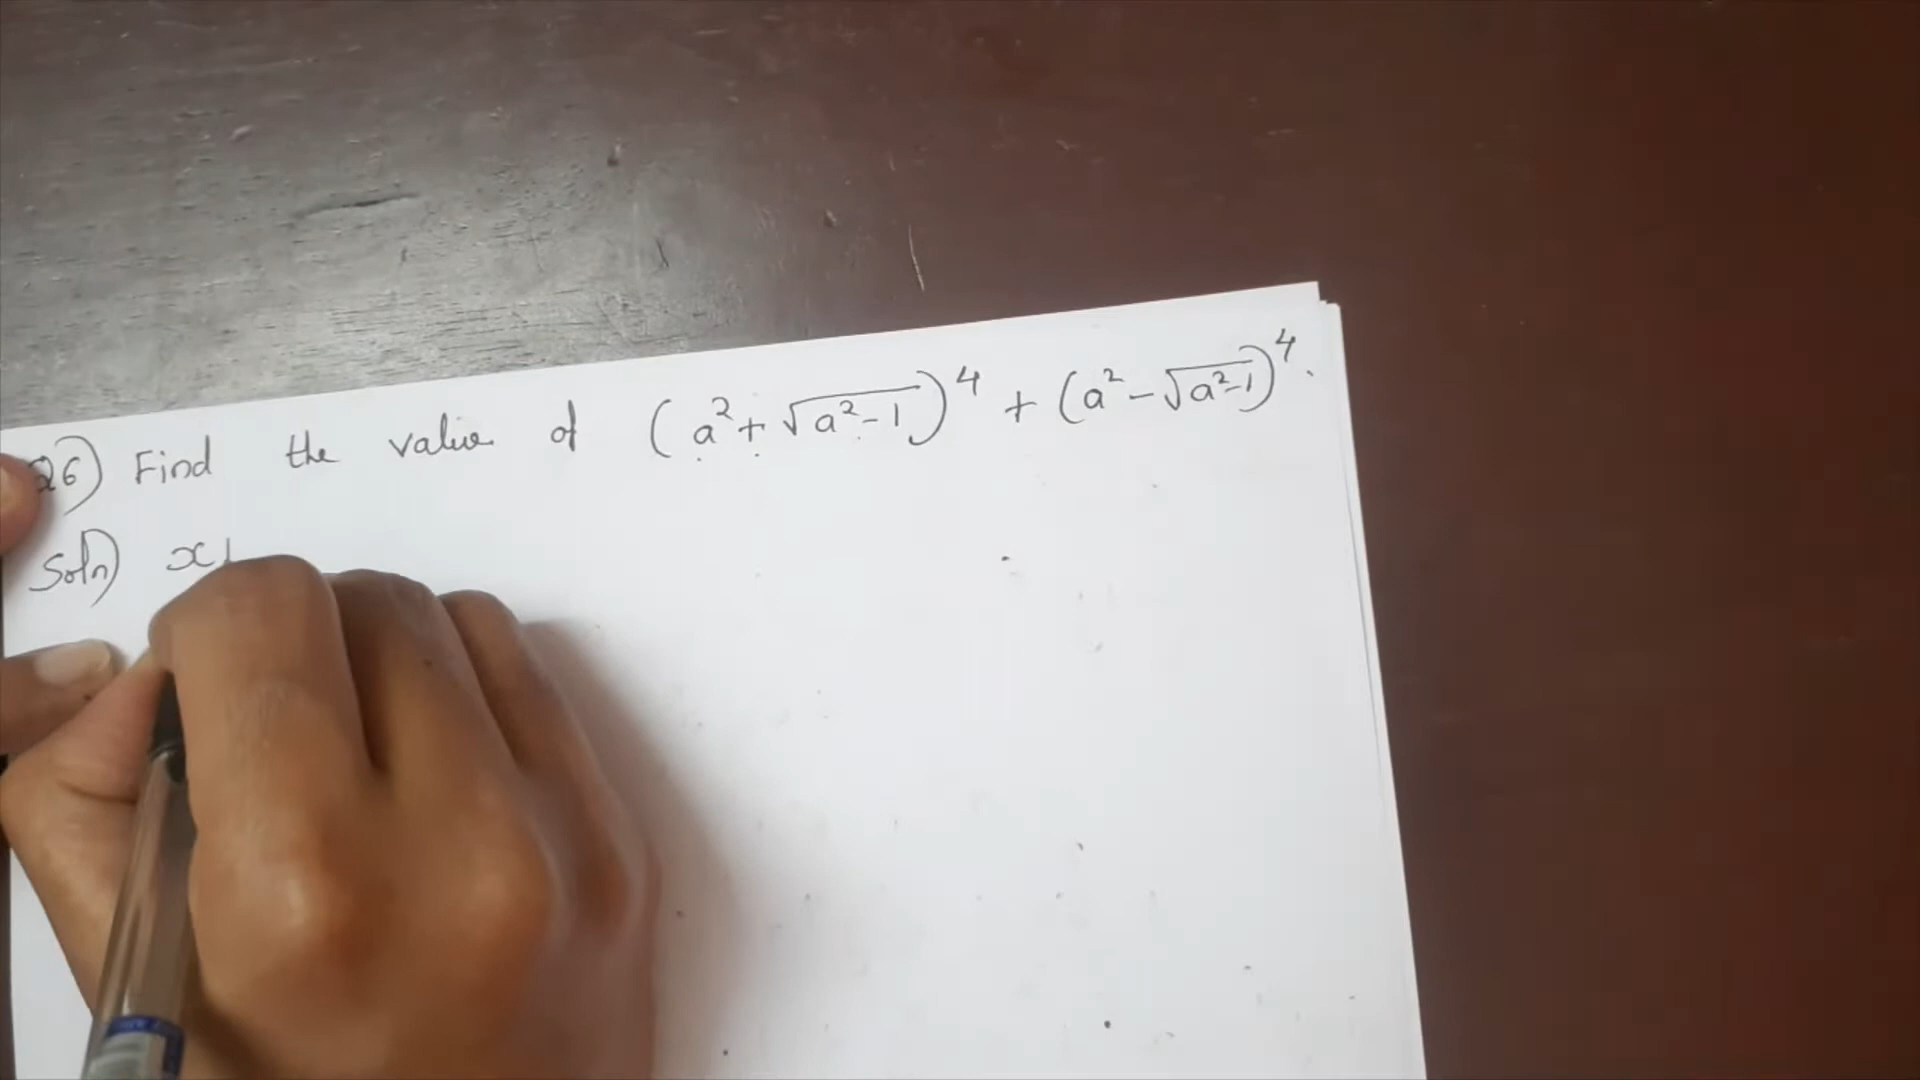 Q6) Find the value of (a² + √(a²-1))⁴ + (a² - √(a²-1))⁴.
Soln) x